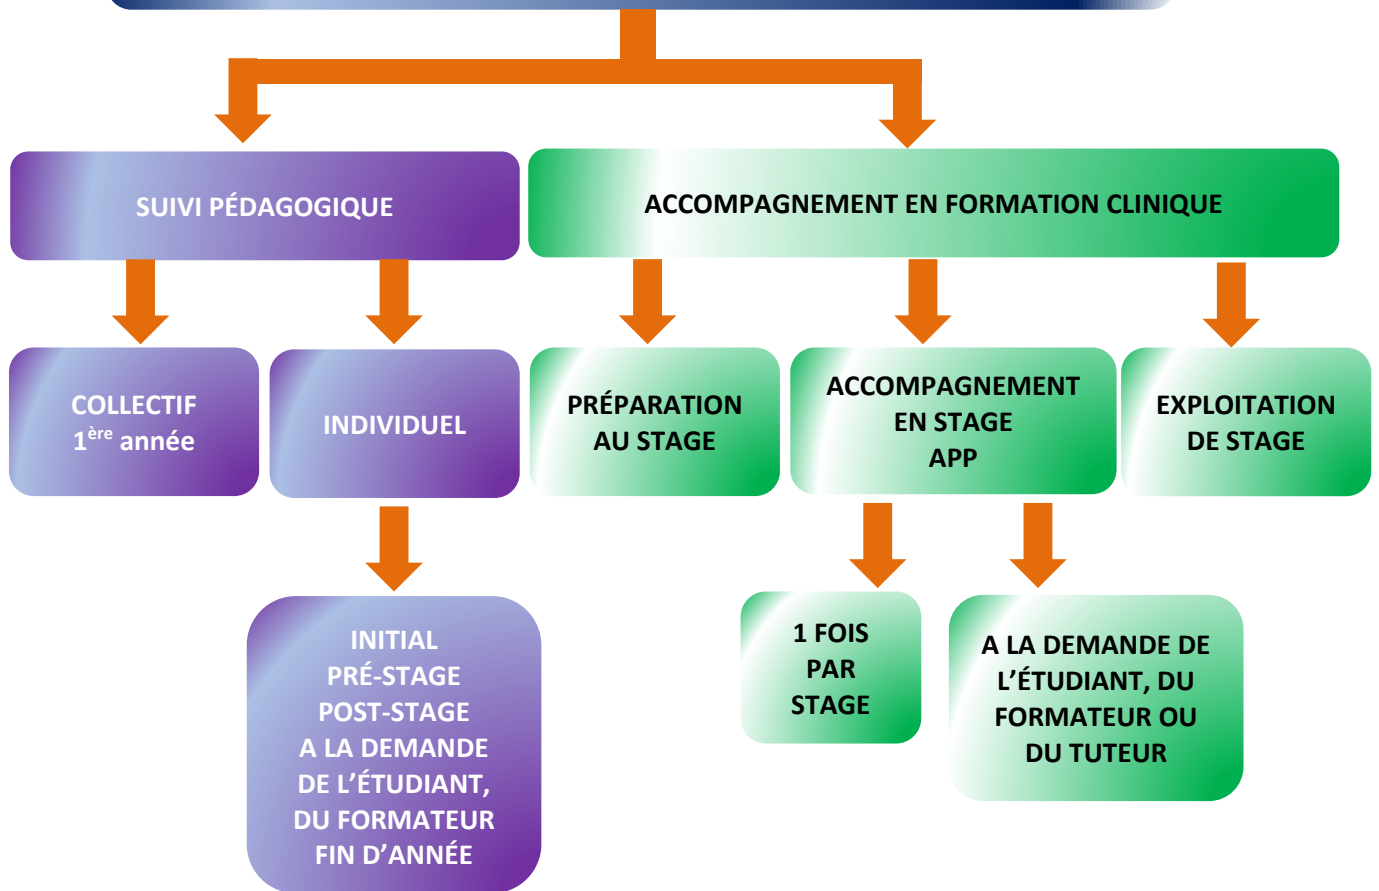 SUIVI PÉDAGOGIQUE
ACCOMPAGNEMENT EN FORMATION CLINIQUE
COLLECTIF
1ère année
INDIVIDUEL
PRÉPARATION
AU STAGE
ACCOMPAGNEMENT
EN STAGE
APP
EXPLOITATION
DE STAGE
INITIAL
PRÉ-STAGE
POST-STAGE
A LA DEMANDE
DE L’ÉTUDIANT,
DU FORMATEUR
FIN D’ANNÉE
1 FOIS
PAR
STAGE
A LA DEMANDE DE
L’ÉTUDIANT, DU
FORMATEUR OU
DU TUTEUR